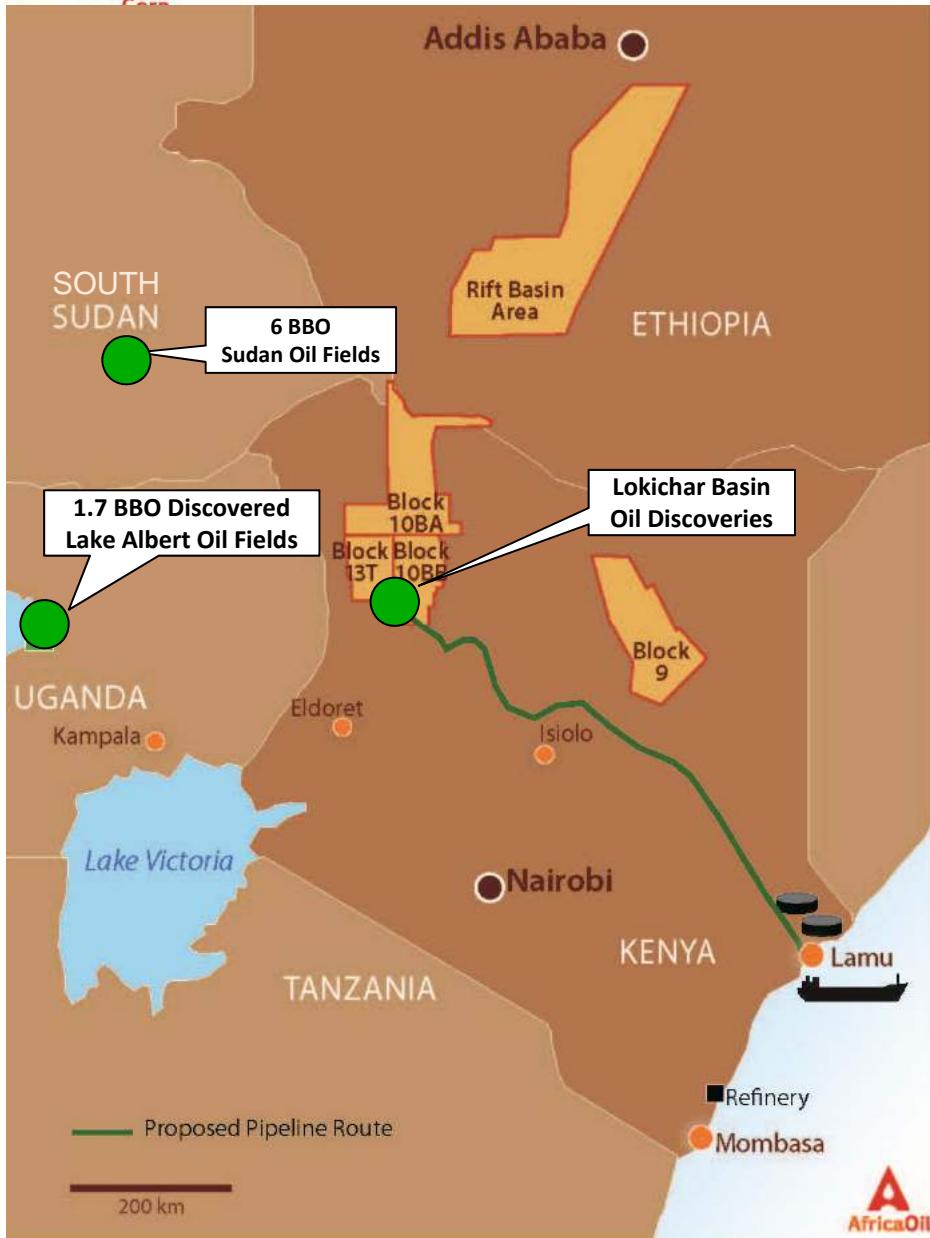 Corp
Addis Ababa
Rift Basin
Area
ETHIOPIA
SOUTH
SUDAN
6 BBO
Sudan Oil Fields
1.7 BBO Discovered
Lake Albert Oil Fields
Lokichar Basin
Oil Discoveries
Block
10BA
Block
13T
Block
10BB
Block
9
UGANDA
Kampala
Eldoret
Isiolo
Lake Victoria
Nairobi
KENYA
Lamu
TANZANIA
Refinery
Mombasa
Proposed Pipeline Route
200 km
AfricaOil